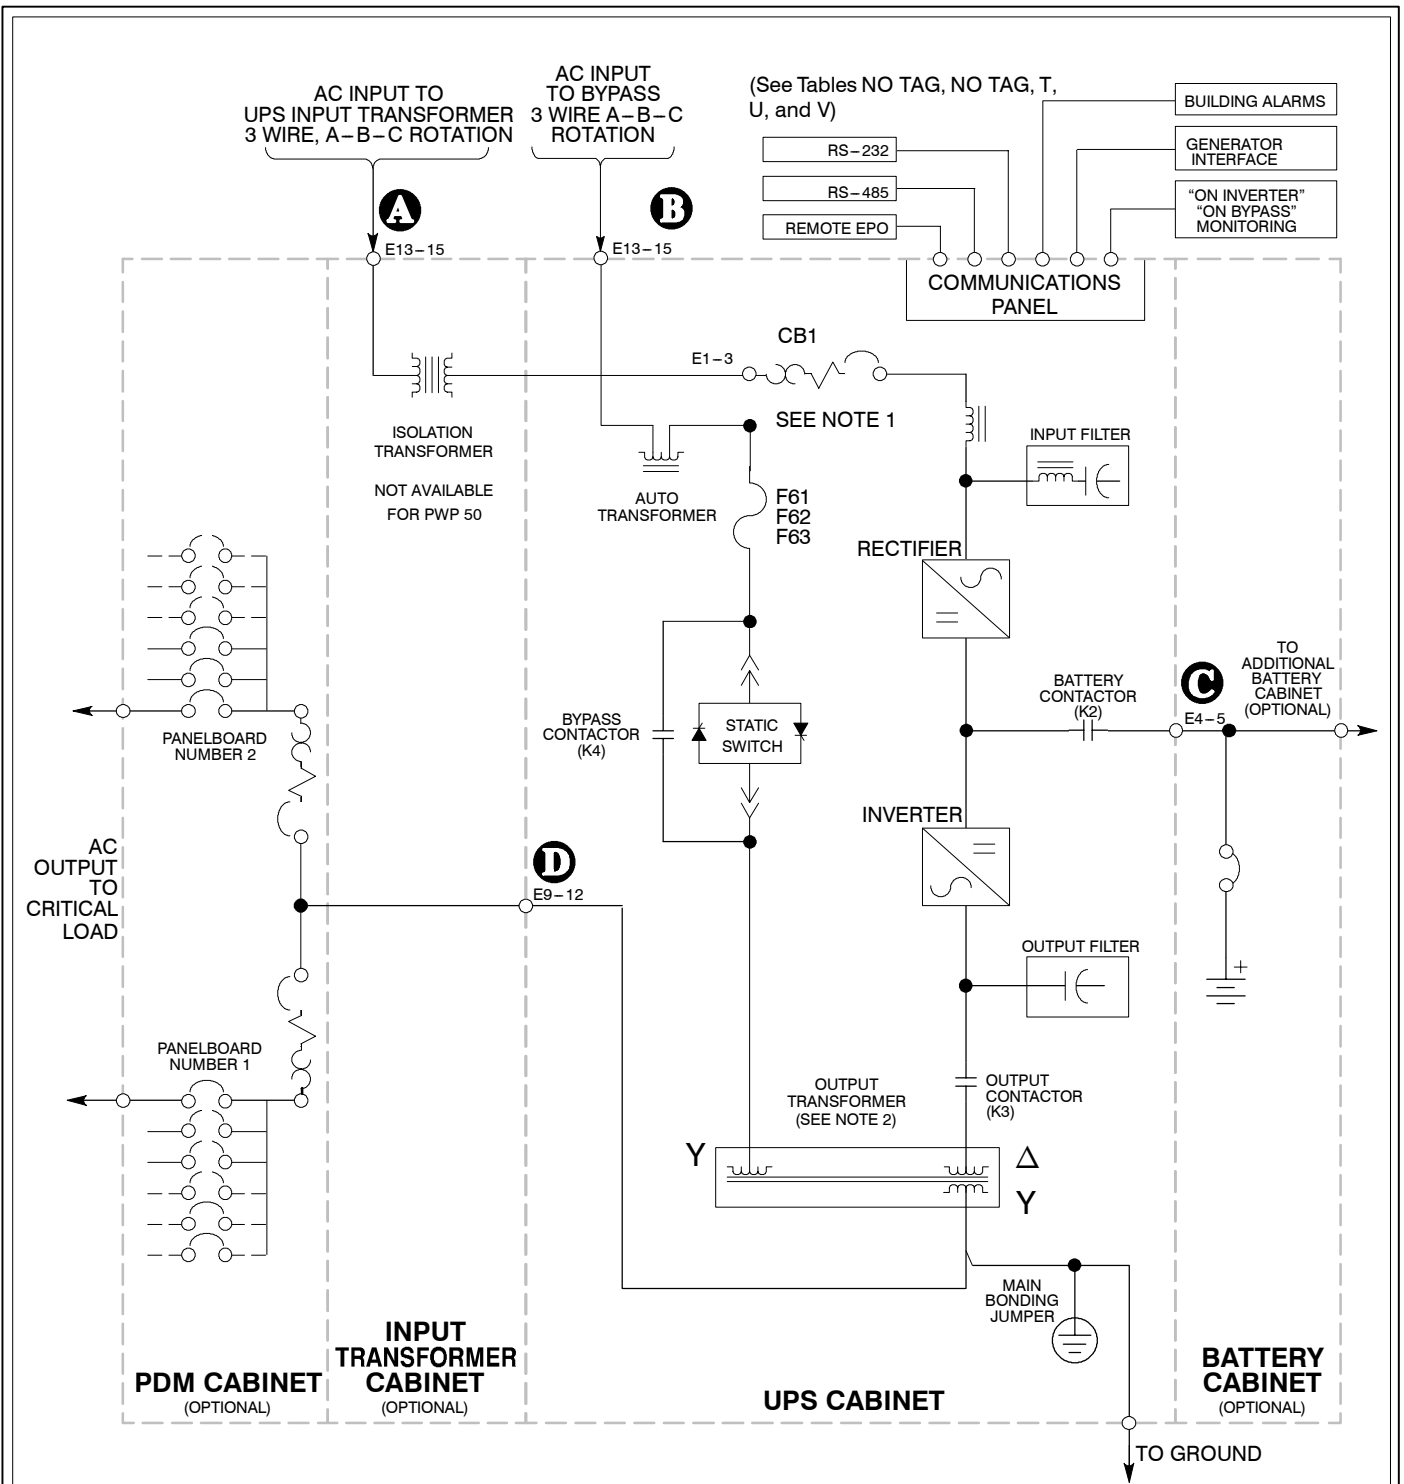 AC INPUT TO
UPS INPUT TRANSFORMER
3 WIRE, A−B−C ROTATION
AC INPUT
TO BYPASS
3 WIRE A−B−C
ROTATION
(See Tables NO TAG, NO TAG, T,
U, and V)
RS−232
RS−485
REMOTE EPO
BUILDING ALARMS
GENERATOR
INTERFACE
“ON INVERTER”
“ON BYPASS”
MONITORING
A
B
E13−15
E13−15
COMMUNICATIONS
PANEL
CB1
E1−3
SEE NOTE 1
ISOLATION
TRANSFORMER
NOT AVAILABLE
FOR PWP 50
AUTO
TRANSFORMER
F61
F62
F63
INPUT FILTER
RECTIFIER
BATTERY
CONTACTOR
(K2)
C
E4−5
TO
ADDITIONAL
BATTERY
CABINET
(OPTIONAL)
BYPASS
CONTACTOR
(K4)
STATIC
SWITCH
PANELBOARD
NUMBER 2
INVERTER
AC
OUTPUT
TO
CRITICAL
LOAD
D
E9−12
OUTPUT FILTER
+
PANELBOARD
NUMBER 1
OUTPUT
TRANSFORMER
(SEE NOTE 2)
OUTPUT
CONTACTOR
(K3)
Y
Δ
Y
MAIN
BONDING
JUMPER
PDM CABINET
(OPTIONAL)
INPUT
TRANSFORMER
CABINET
(OPTIONAL)
UPS CABINET
BATTERY
CABINET
(OPTIONAL)
TO GROUND